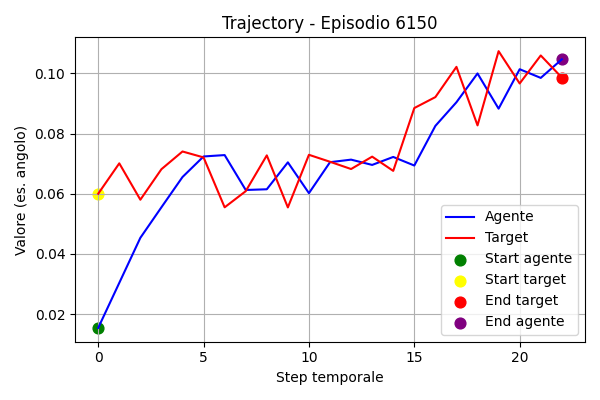 Trajectory - Episodio 6150
Valore (es. angolo)
0.10
0.08
0.06
0.04
0.02
0
5
10
15
20
Step temporale
Agente
Target
Start agente
Start target
End target
End agente